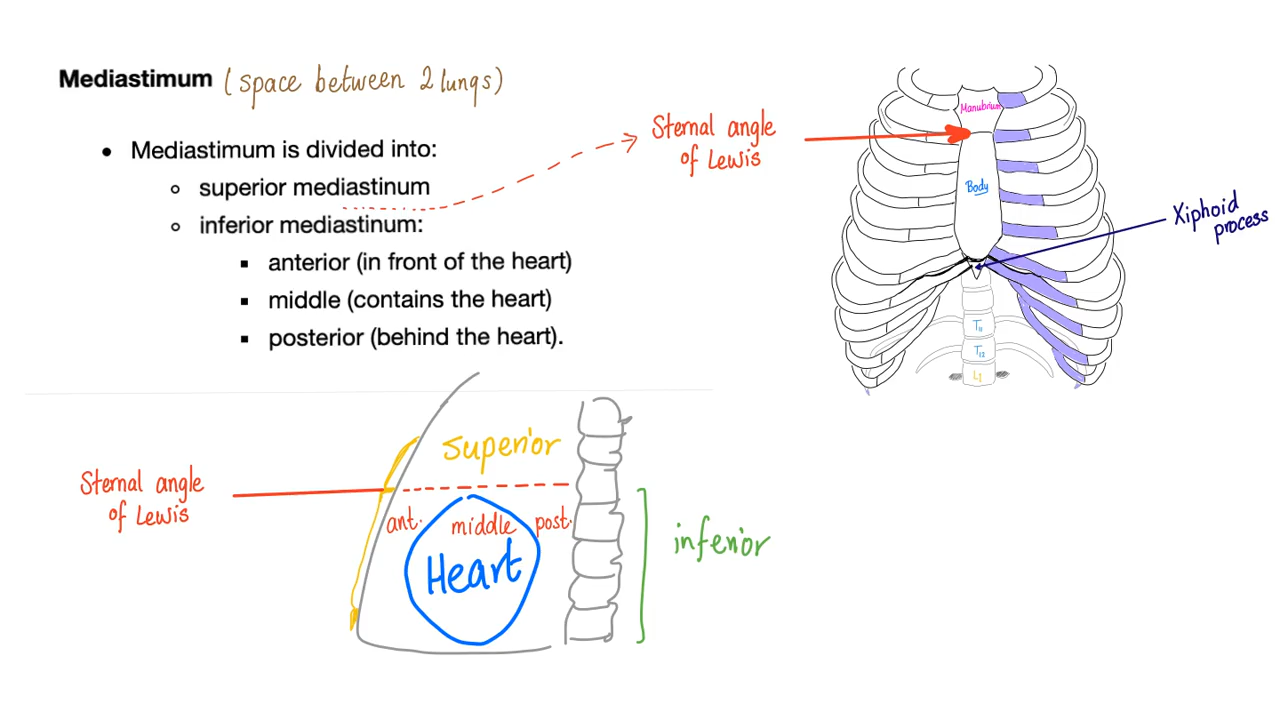 Mediastimum (space between 2 lungs)
• Mediastimum is divided into:
○ superior mediastinum
○ inferior mediastinum:
▪ anterior (in front of the heart)
▪ middle (contains the heart)
▪ posterior (behind the heart).
Sternal angle
of Lewis
Manubrium
Body
Xiphoid
process
T11
T12
L1
Superior
Sternal angle
of Lewis
ant. middle post.
Heart
inferior